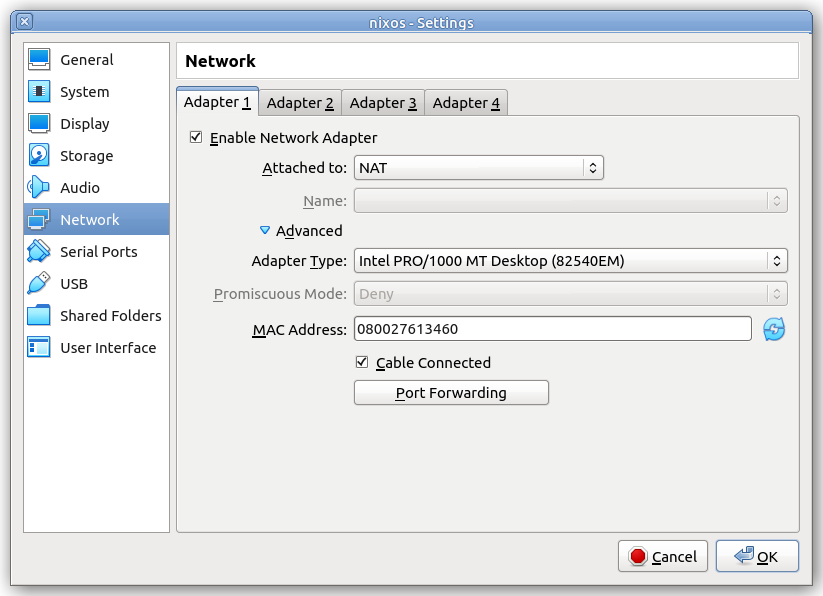 nixos - Settings
General
System
Display
Storage
Audio
Network
Serial Ports
USB
Shared Folders
User Interface
Network
Adapter 1 Adapter 2 Adapter 3 Adapter 4
Enable Network Adapter
Attached to: NAT
Name:
Advanced
Adapter Type: Intel PRO/1000 MT Desktop (82540EM)
Promiscuous Mode: Deny
MAC Address: 080027613460
Cable Connected
Port Forwarding
Cancel OK